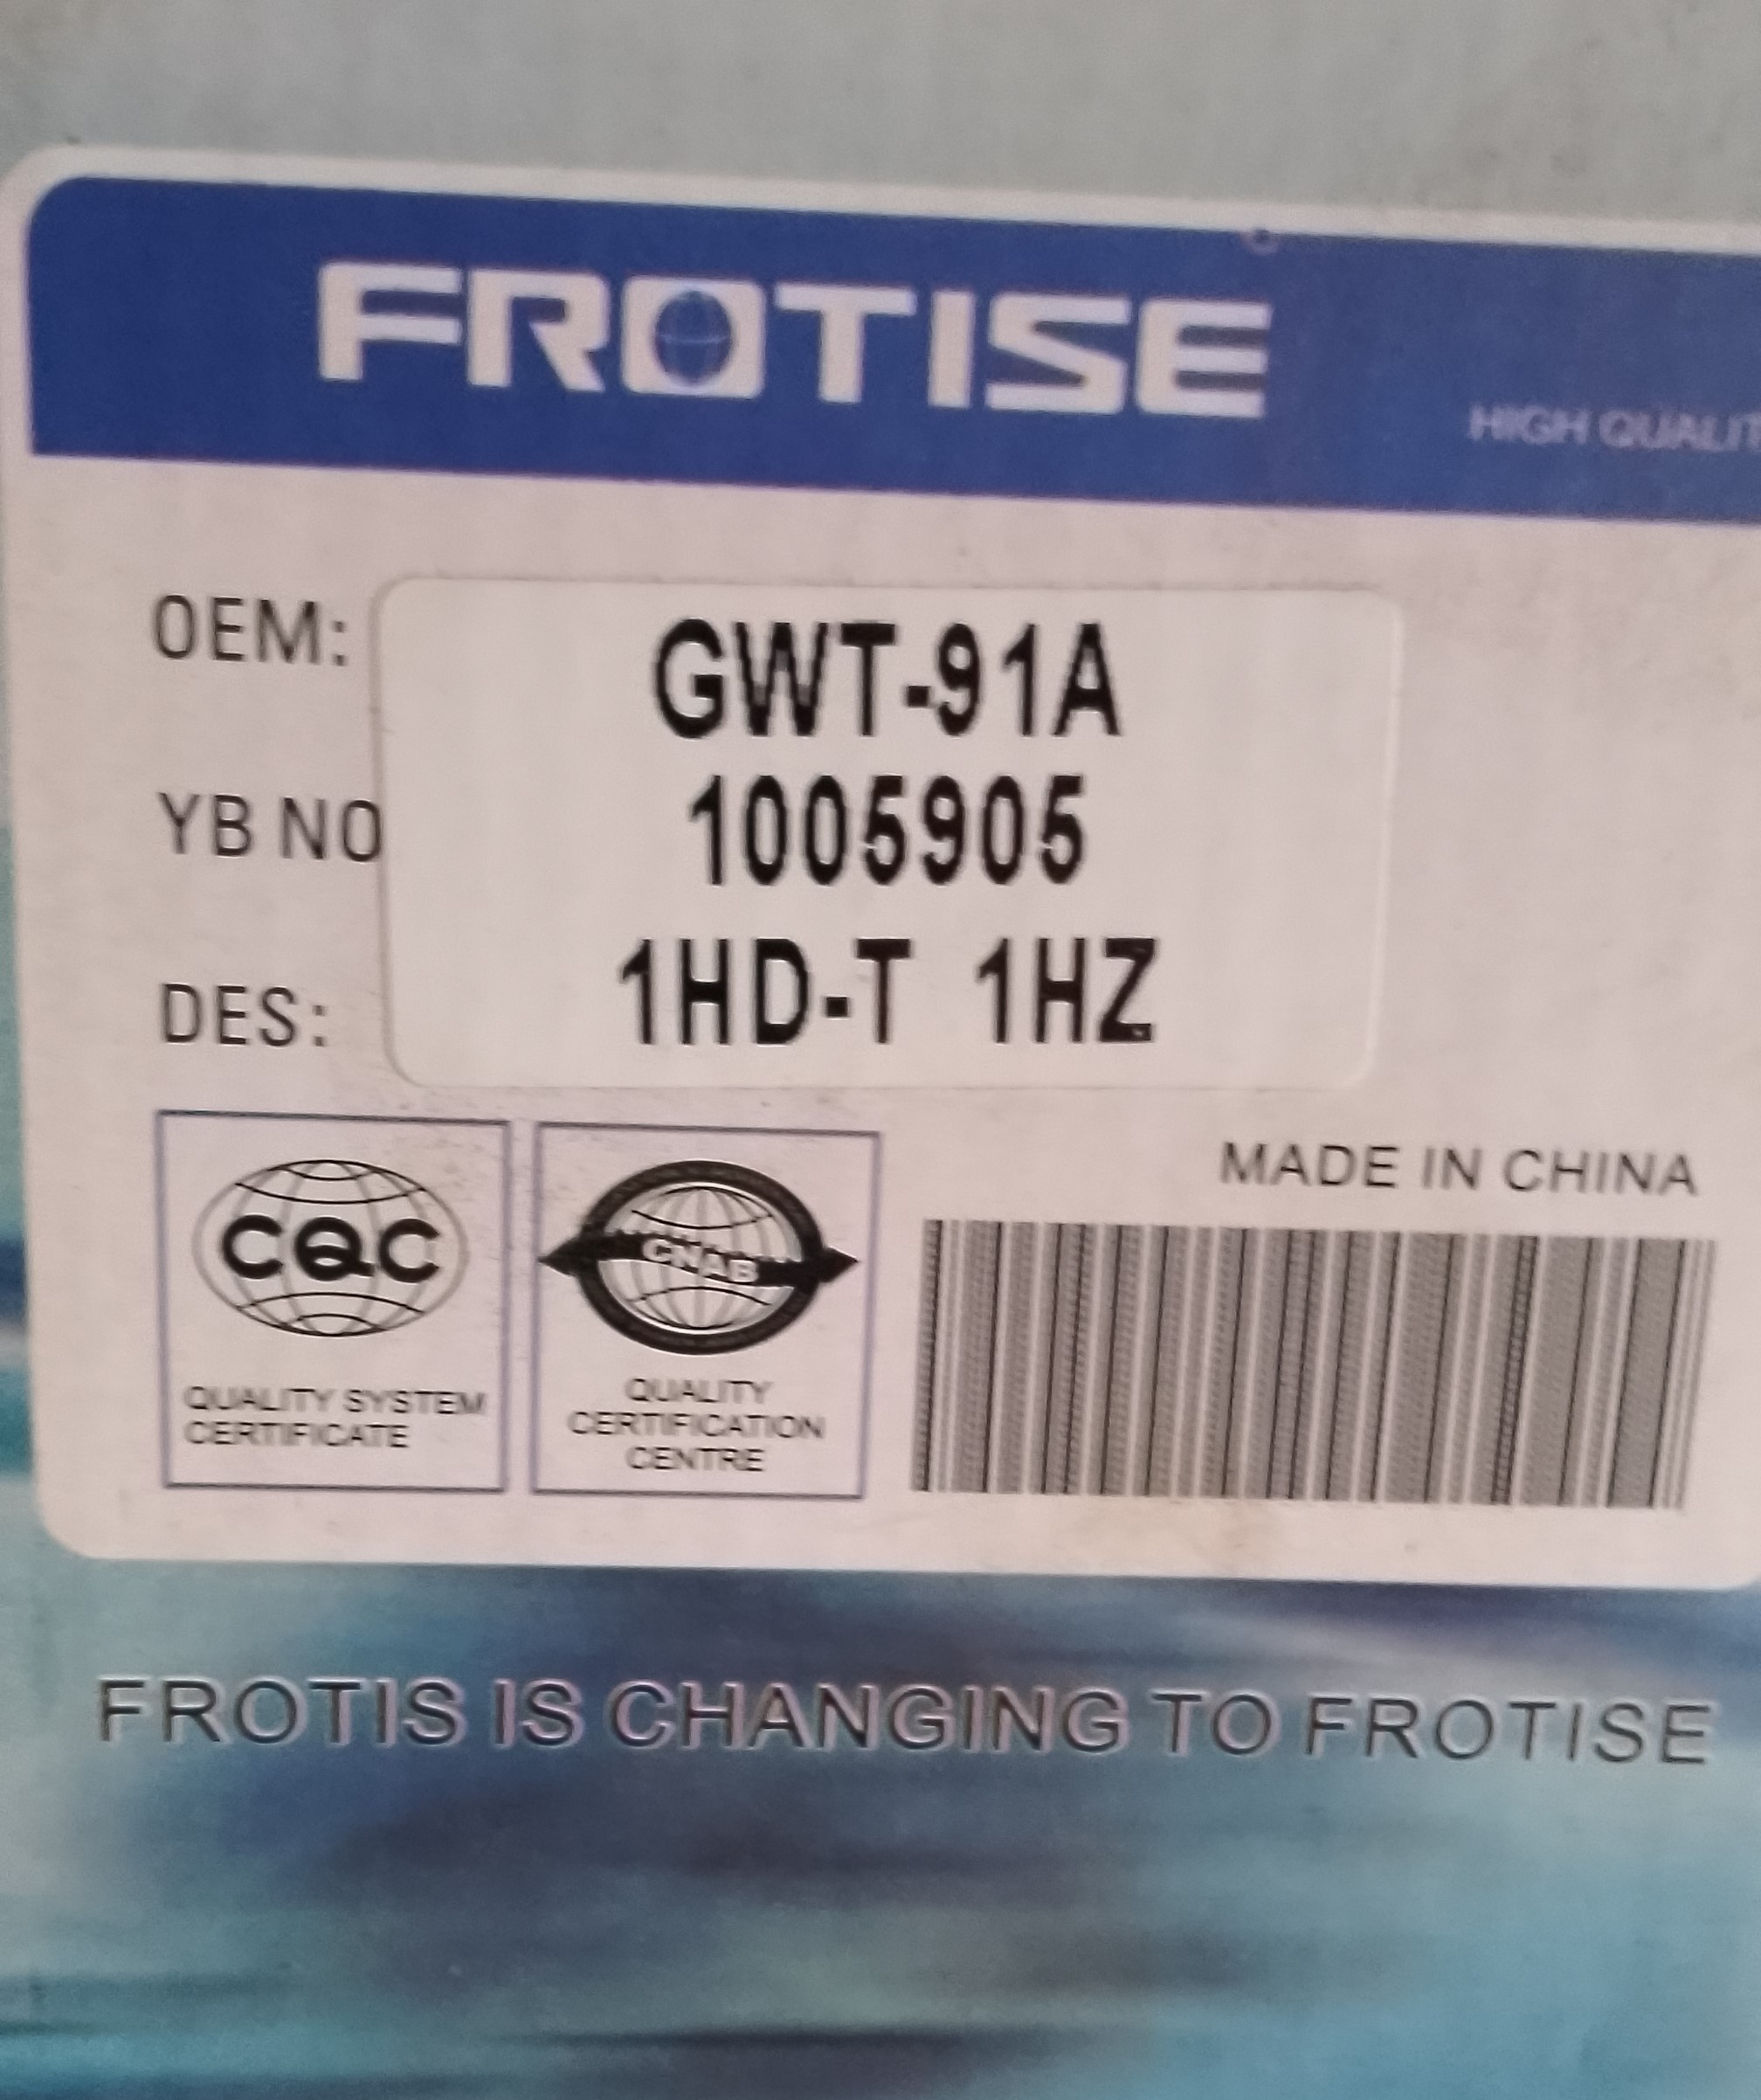 FROTISE
HIGH QUALIT
OEM: GWT-91A
YB NO 1005905
DES: 1HD-T 1HZ
MADE IN CHINA
CQC
QUALITY SYSTEM
CERTIFICATE
CNAB
QUALITY
CERTIFICATION
CENTRE
FROTIS IS CHANGING TO FROTISE